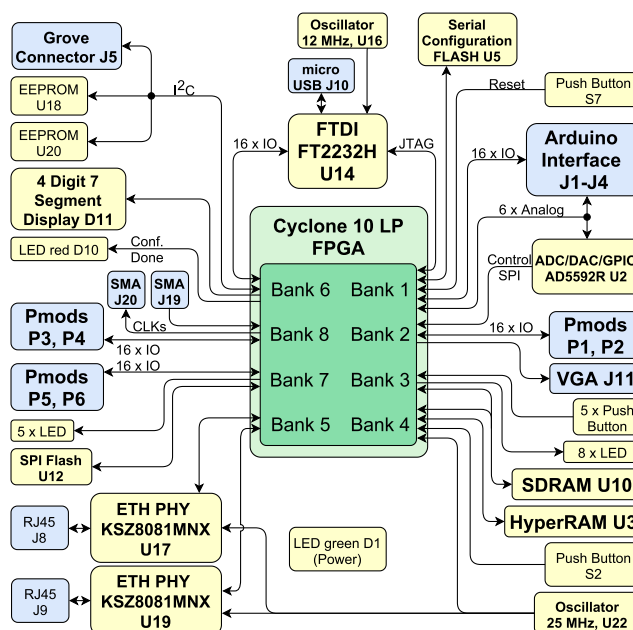 Grove
Connector J5
EEPROM
U18
EEPROM
U20
I2C
Oscillator
12 MHz, U16
micro
USB J10
FTDI
FT2232H
U14
16 x IO
JTAG
Serial
Configuration
FLASH U5
Reset
Push Button
S7
16 x IO
Arduino
Interface
J1-J4
6 x Analog
4 Digit 7
Segment
Display D11
LED red D10
Conf.
Done
Cyclone 10 LP
FPGA
Bank 6
Bank 1
Bank 8
Bank 2
Bank 7
Bank 3
Bank 5
Bank 4
Control
SPI
ADC/DAC/GPIO
AD5592R U2
SMA
J20
SMA
J19
CLKs
Pmods
P3, P4
16 x IO
16 x IO
Pmods
P5, P6
16 x IO
Pmods
P1, P2
VGA J11
5 x LED
SPI Flash
U12
5 x Push
Button
8 x LED
SDRAM U10
HyperRAM U3
RJ45
J8
ETH PHY
KSZ8081MNX
U17
LED green D1
(Power)
Push Button
S2
RJ45
J9
ETH PHY
KSZ8081MNX
U19
Oscillator
25 MHz, U22